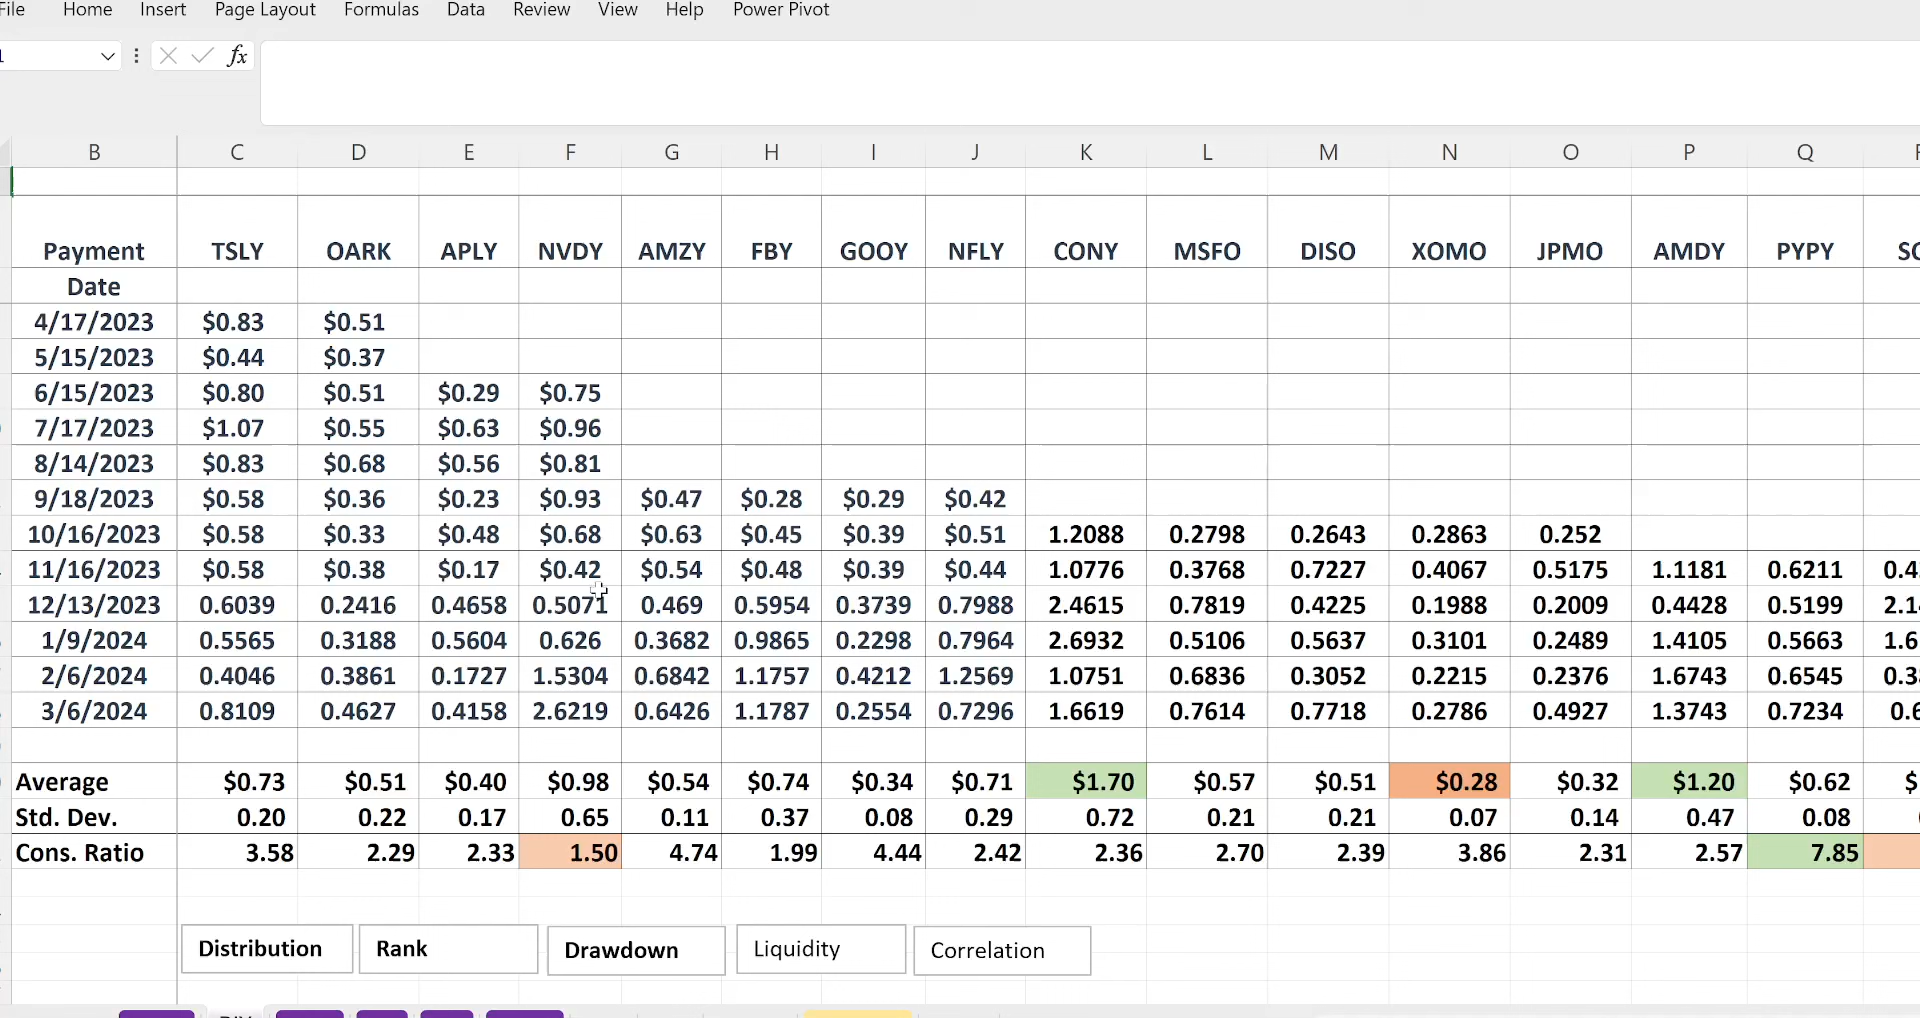 File Home Insert Page Layout Formulas Data Review View Help Power Pivot
fx
B C D E F G H I J K L M N O P Q
Payment TSLY OARK APLY NVDY AMZY FBY GOOY NFLY CONY MSFO DISO XOMO JPMO AMDY PYPY
Date
4/17/2023 $0.83 $0.51
5/15/2023 $0.44 $0.37
6/15/2023 $0.80 $0.51 $0.29 $0.75
7/17/2023 $1.07 $0.55 $0.63 $0.96
8/14/2023 $0.83 $0.68 $0.56 $0.81
9/18/2023 $0.58 $0.36 $0.23 $0.93 $0.47 $0.28 $0.29 $0.42
10/16/2023 $0.58 $0.33 $0.48 $0.68 $0.63 $0.45 $0.39 $0.51 1.2088 0.2798 0.2643 0.2863 0.252
11/16/2023 $0.58 $0.38 $0.17 $0.42 $0.54 $0.48 $0.39 $0.44 1.0776 0.3768 0.7227 0.4067 0.5175 1.1181 0.6211
12/13/2023 0.6039 0.2416 0.4658 0.5071 0.469 0.5954 0.3739 0.7988 2.4615 0.7819 0.4225 0.1988 0.2009 0.4428 0.5199
1/9/2024 0.5565 0.3188 0.5604 0.626 0.3682 0.9865 0.2298 0.7964 2.6932 0.5106 0.5637 0.3101 0.2489 1.4105 0.5663
2/6/2024 0.4046 0.3861 0.1727 1.5304 0.6842 1.1757 0.4212 1.2569 1.0751 0.6836 0.3052 0.2215 0.2376 1.6743 0.6545
3/6/2024 0.8109 0.4627 0.4158 2.6219 0.6426 1.1787 0.2554 0.7296 1.6619 0.7614 0.7718 0.2786 0.4927 1.3743 0.7234
Average $0.73 $0.51 $0.40 $0.98 $0.54 $0.74 $0.34 $0.71 $1.70 $0.57 $0.51 $0.28 $0.32 $1.20 $0.62
Std. Dev. 0.20 0.22 0.17 0.65 0.11 0.37 0.08 0.29 0.72 0.21 0.21 0.07 0.14 0.47 0.08
Cons. Ratio 3.58 2.29 2.33 1.50 4.74 1.99 4.44 2.42 2.36 2.70 2.39 3.86 2.31 2.57 7.85
Distribution Rank Drawdown Liquidity Correlation